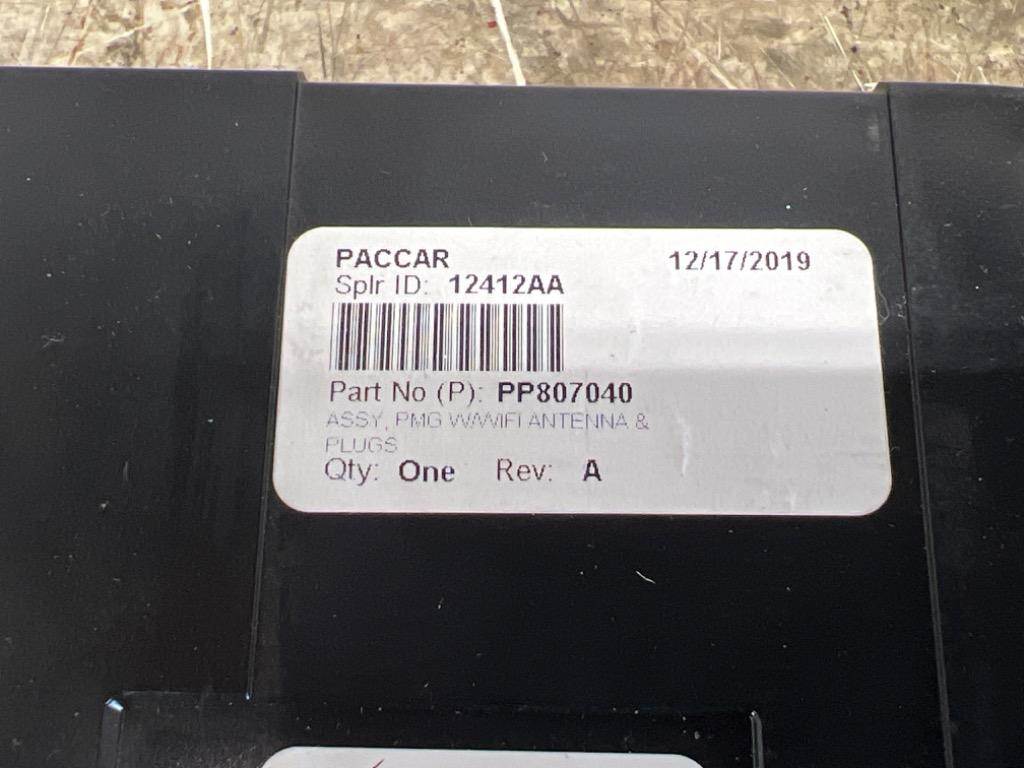 PACCAR 12/17/2019
Splr ID: 12412AA
Part No (P): PP807040
ASSY, PMG W/WIFI ANTENNA &
PLUGS
Qty: One Rev: A